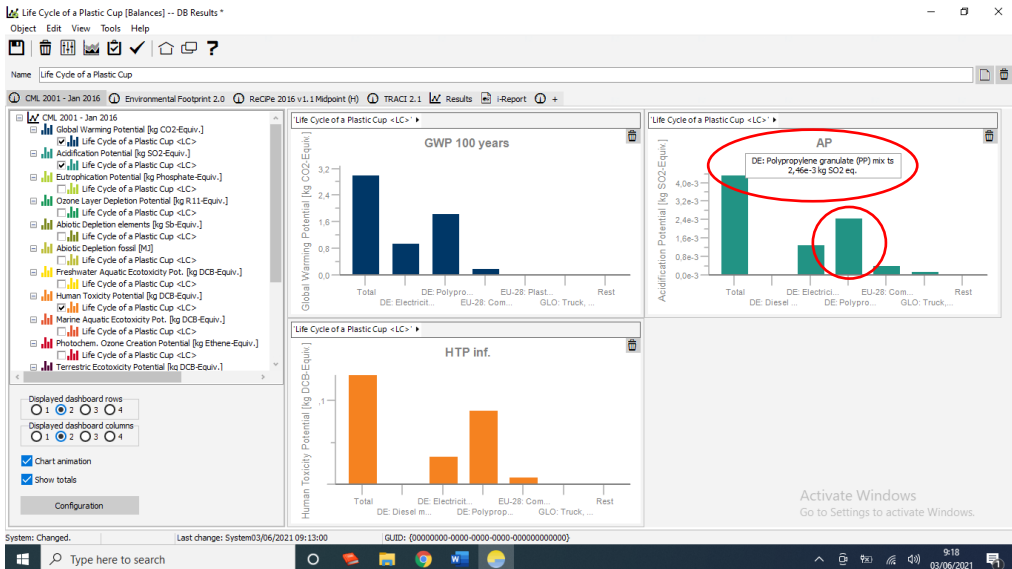 Life Cycle of a Plastic Cup [Balances] -- DB Results *
Object Edit View Tools Help
Name Life Cycle of a Plastic Cup
CML 2001 - Jan 2016 Environmental Footprint 2.0 ReCiPe 2016 v1.1 Midpoint (H) TRACI 2.1 Results i-Report +
CML 2001 - Jan 2016
Global Warming Potential [kg CO2-Equiv.]
Life Cycle of a Plastic Cup <LC>
Acidification Potential [kg SO2-Equiv.]
Life Cycle of a Plastic Cup <LC>
Eutrophication Potential [kg Phosphate-Equiv.]
Life Cycle of a Plastic Cup <LC>
Ozone Layer Depletion Potential [kg R11-Equiv.]
Life Cycle of a Plastic Cup <LC>
Abiotic Depletion elements [kg Sb-Equiv.]
Life Cycle of a Plastic Cup <LC>
Abiotic Depletion fossil [MJ]
Life Cycle of a Plastic Cup <LC>
Freshwater Aquatic Ecotoxicity Pot. [kg DCB-Equiv.]
Life Cycle of a Plastic Cup <LC>
Human Toxicity Potential [kg DCB-Equiv.]
Life Cycle of a Plastic Cup <LC>
Marine Aquatic Ecotoxicity Pot. [kg DCB-Equiv.]
Life Cycle of a Plastic Cup <LC>
Photochem. Ozone Creation Potential [kg Ethene-Equiv.]
Life Cycle of a Plastic Cup <LC>
Terrestric Ecotoxicity Potential [kg DCB-Equiv.]
Displayed dashboard rows
1 2 3 4
Displayed dashboard columns
1 2 3 4
Chart animation
Show totals
Configuration
'Life Cycle of a Plastic Cup <LC>'
GWP 100 years
Global Warming Potential [kg CO2-Equiv.]
3,2
2,4
1,6
0,8
0,0
Total DE: Polypro... EU-28: Plast... Rest
DE: Electricit... EU-28: Com... GLO: Truck, ...
'Life Cycle of a Plastic Cup <LC>'
AP
DE: Polypropylene granulate (PP) mix ts
2,46e-3 kg SO2 eq.
Acidification Potential [kg SO2-Equiv.]
4,0e-3
3,2e-3
2,4e-3
1,6e-3
0,8e-3
0,0e-3
Total DE: Electrici... EU-28: Com... Rest
DE: Diesel ... DE: Polypro... GLO: Truck,...
'Life Cycle of a Plastic Cup <LC>'
HTP inf.
Human Toxicity Potential [kg DCB-Equiv.]
,1
Total DE: Electricit... EU-28: Com... Rest
DE: Diesel m... DE: Polyprop... GLO: Truck, ...
Activate Windows
Go to Settings to activate Windows.
System: Changed. Last change: System03/06/2021 09:13:00 GUID: {00000000-0000-0000-0000-000000000000}
Type here to search
9:18
03/06/2021